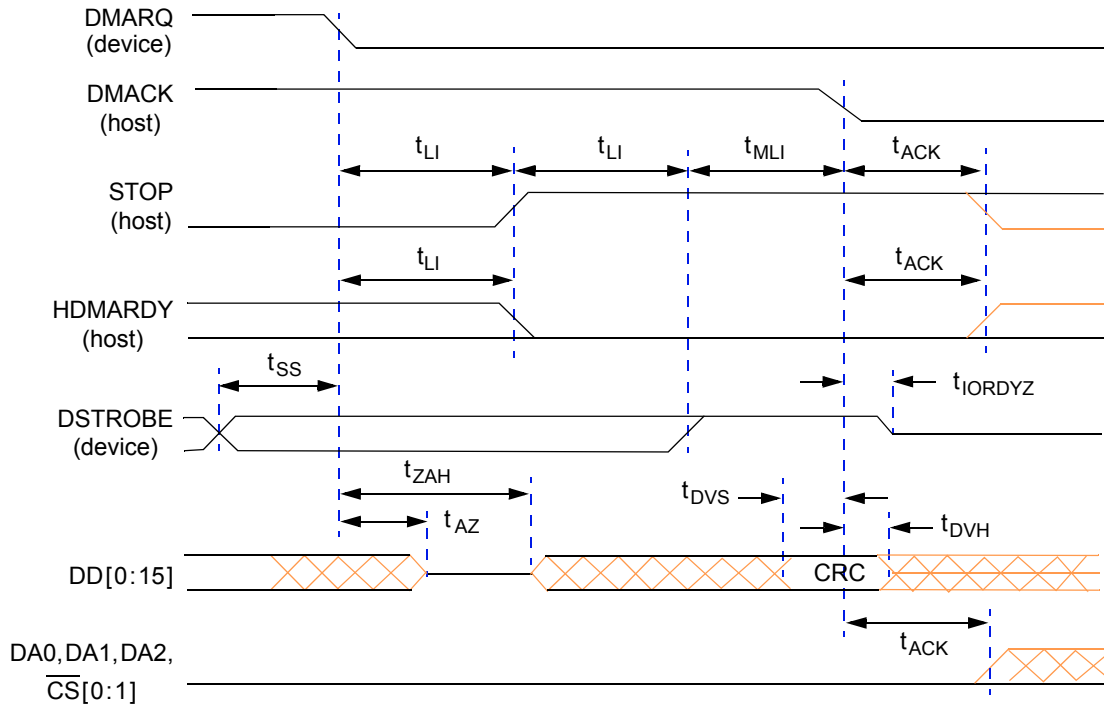 DMARQ
(device)
DMACK
(host)
tLI
tLI
tMLI
tACK
STOP
(host)
tLI
tACK
HDMARDY
(host)
tSS
tIORDYZ
DSTROBE
(device)
tZAH
tDVS
tAZ
tDVH
DD[0:15]
CRC
tACK
DA0,DA1,DA2,
C̅S̅[0:1]